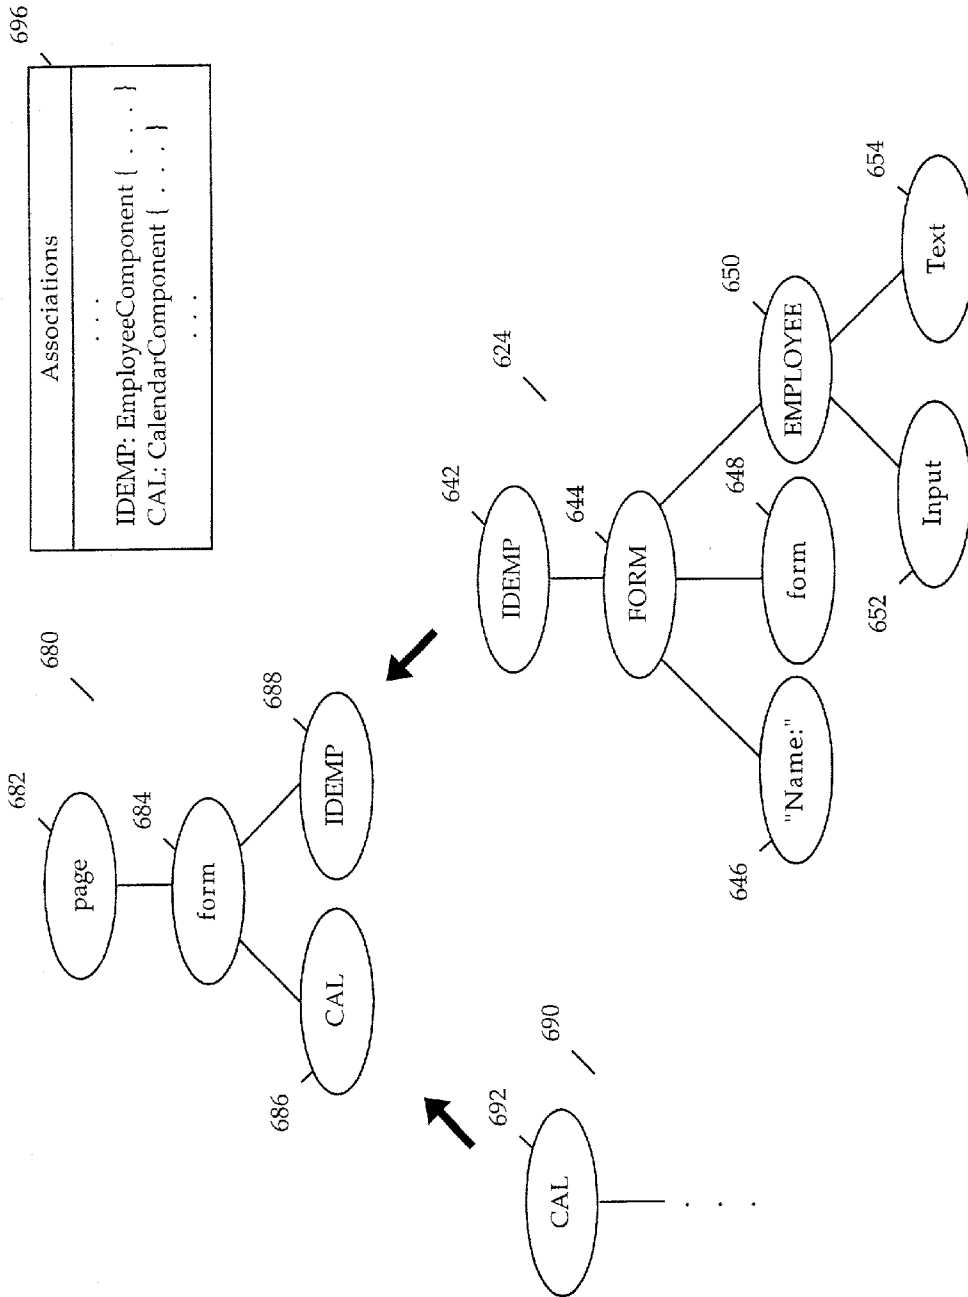 680
682
page
684
form
686
CAL
688
IDEMP
696
Associations
. . .
IDEMP: EmployeeComponent { . . . }
CAL: CalendarComponent { . . . }
. . .
690
692
CAL
. . .
624
642
IDEMP
644
FORM
646
"Name:"
648
form
650
EMPLOYEE
652
Input
654
Text